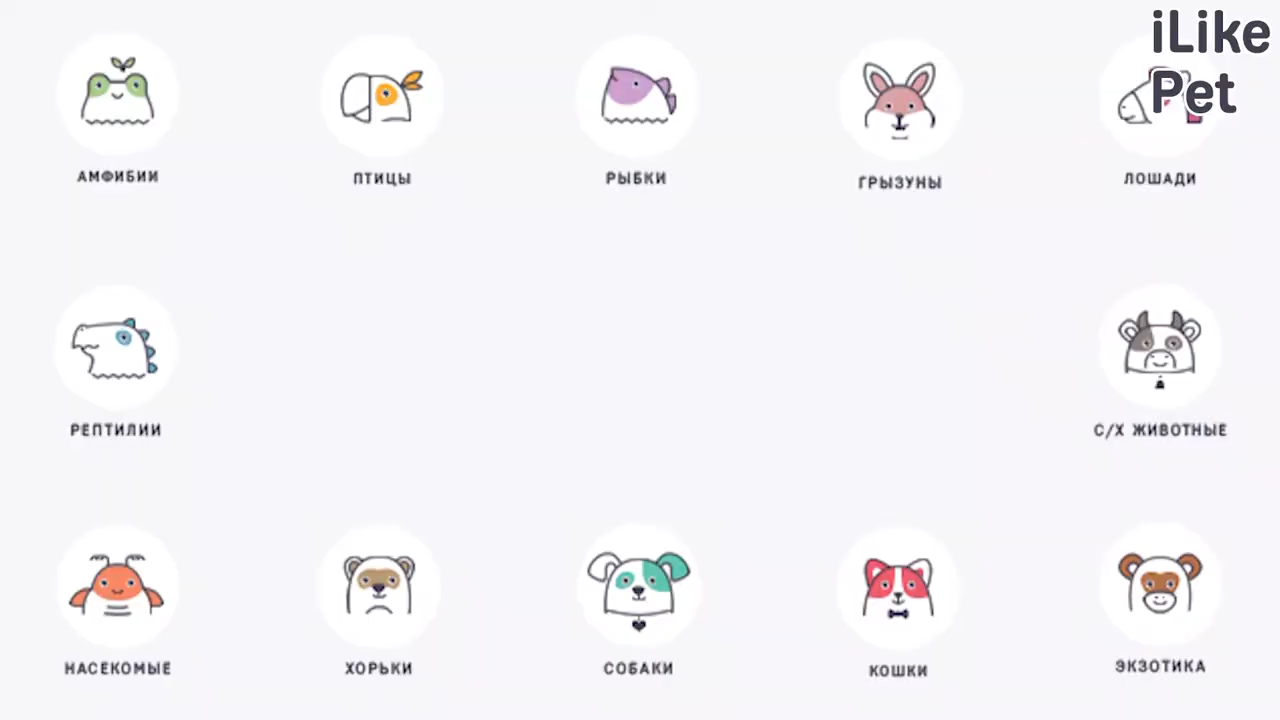 iLike
Pet
АМФИБИИ
ПТИЦЫ
РЫБКИ
ГРЫЗУНЫ
ЛОШАДИ
РЕПТИЛИИ
С/Х ЖИВОТНЫЕ
НАСЕКОМЫЕ
ХОРЬКИ
СОБАКИ
КОШКИ
ЭКЗОТИКА